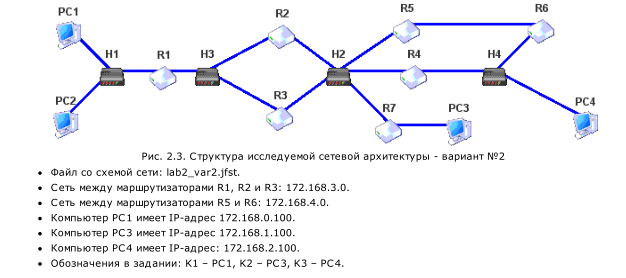 PC1
R2
R5
R6
H1
R1
H3
H2
R4
H4
PC2
R3
R7
PC3
PC4
Рис. 2.3. Структура исследуемой сетевой архитектуры - вариант №2
• Файл со схемой сети: lab2_var2.jfst.
• Сеть между маршрутизаторами R1, R2 и R3: 172.168.3.0.
• Сеть между маршрутизаторами R5 и R6: 172.168.4.0.
• Компьютер PC1 имеет IP-адрес 172.168.0.100.
• Компьютер PC3 имеет IP-адрес 172.168.1.100.
• Компьютер PC4 имеет IP-адрес: 172.168.2.100.
• Обозначения в задании: K1 – PC1, K2 – PC3, K3 – PC4.